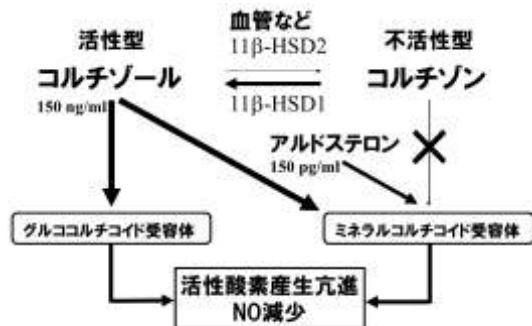 血管など
活性型
11β-HSD2
不活性型
コルチゾール
コルチゾン
150 ng/ml
11β-HSD1
アルドステロン
150 pg/ml
グルココルチコイド受容体
ミネラルコルチコイド受容体
活性酸素産生亢進
NO減少